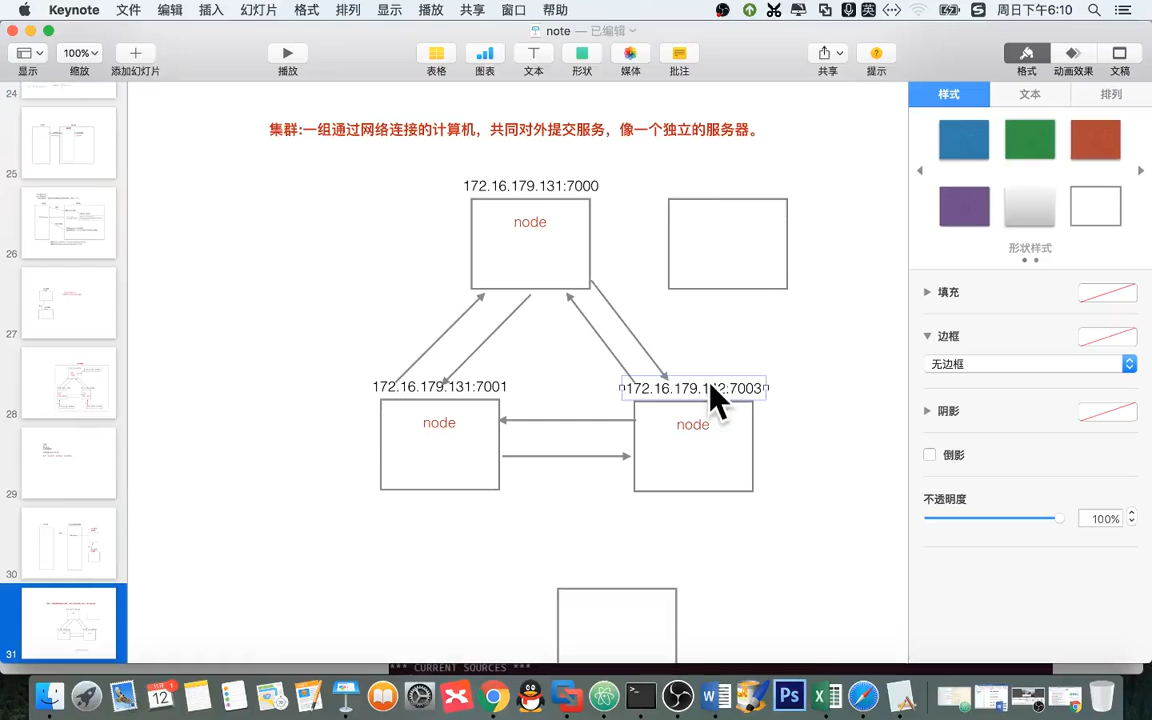 Keynote 文件 编辑 插入 幻灯片 格式 排列 显示 播放 共享 窗口 帮助 英 周日下午6:10
note — 已编辑
100%
显示 缩放 添加幻灯片 播放 表格 图表 文本 形状 媒体 批注 共享 提示 格式 动画效果 文稿
样式 文本 排列
24
25
26
27
28
29
30
31
集群:一组通过网络连接的计算机，共同对外提交服务，像一个独立的服务器。
172.16.179.131:7000
node
172.16.179.131:7001
node
node
形状样式
填充
边框
无边框
阴影
倒影
不透明度
100%
*** CURRENT SOURCES ***
NOV 12
W
Ps
X